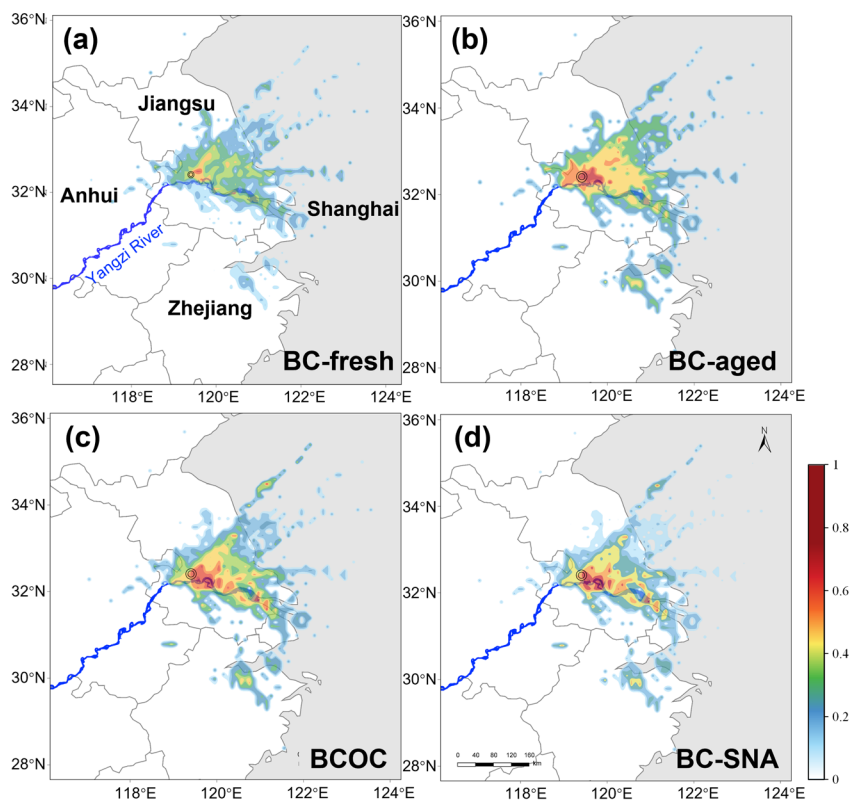 36°N
(a)
Jiangsu
34°N
32°N
Anhui
Shanghai
Yangzi River
30°N
Zhejiang
28°N
BC-fresh
118°E 120°E 122°E 124°E
36°N
(b)
34°N
32°N
30°N
28°N
BC-aged
118°E 120°E 122°E 124°E
36°N
(c)
34°N
32°N
30°N
28°N
BCOC
118°E 120°E 122°E 124°E
36°N
(d)
N
34°N
32°N
30°N
28°N
0 40 80 120 160
km
BC-SNA
118°E 120°E 122°E 124°E
1
0.8
0.6
0.4
0.2
0